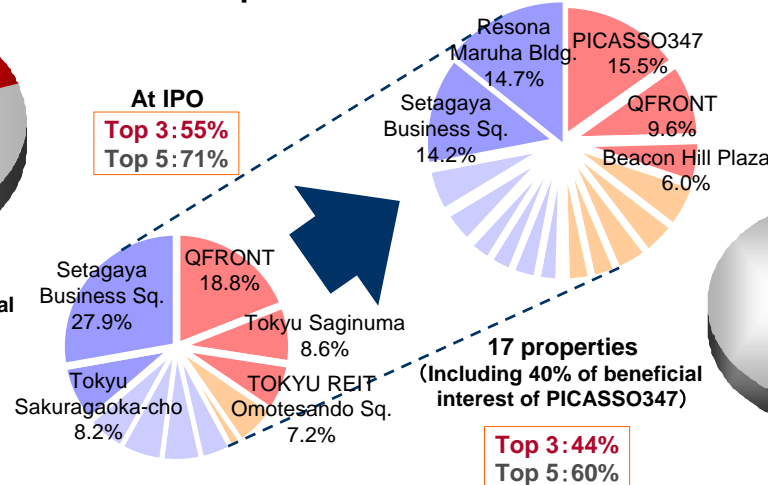 At IPO
Top 3:55%
Top 5:71%
Resona
Maruha Bldg.
14.7%
PICASSO347
15.5%
Setagaya
Business Sq.
14.2%
QFRONT
9.6%
Beacon Hill Plaza
6.0%
Setagaya
Business Sq.
27.9%
QFRONT
18.8%
Tokyu Saginuma
8.6%
Tokyu
Sakuragaoka-cho
8.2%
TOKYU REIT
Omotesando Sq.
7.2%
17 properties
(Including 40% of beneficial
interest of PICASSO347)
Top 3:44%
Top 5:60%